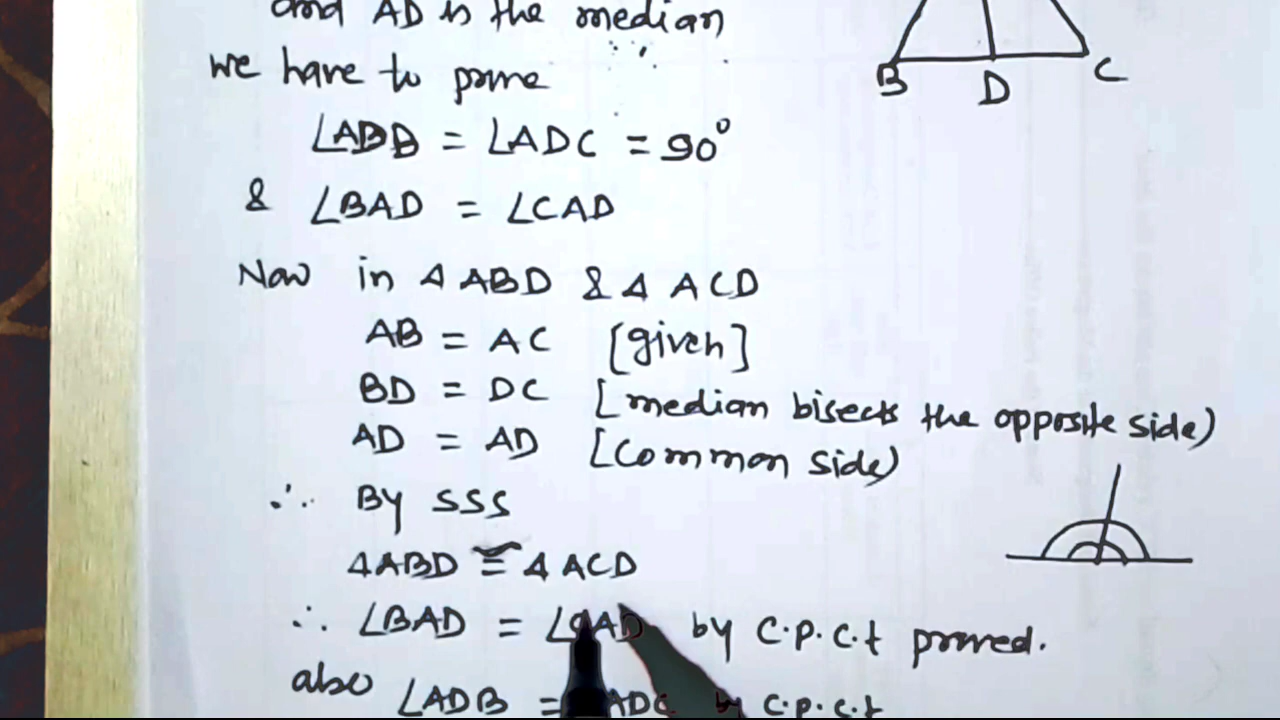 and AD is the median
we have to prove
∠ADB = ∠ADC = 90°
& ∠BAD = ∠CAD
Now in △ ABD & △ ACD
AB = AC [given]
BD = DC [median bisects the opposite side)
AD = AD [Common side)
∴ By SSS
△ABD ≅ △ ACD
∴ ∠BAD = ∠CAD by C.p.c.t proved.
also ∠ADB = ADC by c.p.c.t
B
D
C